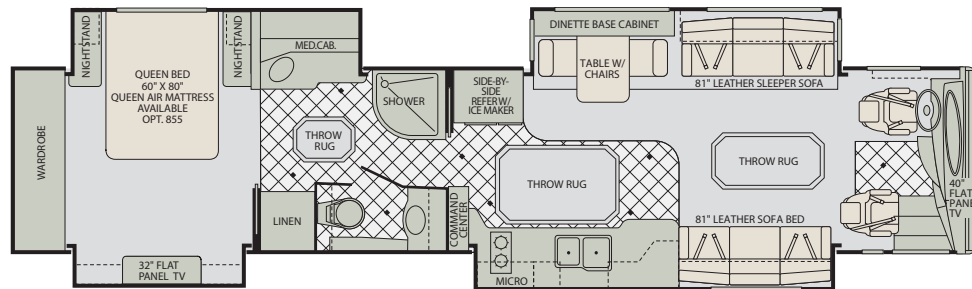 NIGHTSTAND
NIGHTSTAND
MED.CAB.
DINETTE BASE CABINET
QUEEN BED
60" X 80"
QUEEN AIR MATTRESS
AVAILABLE
OPT. 855
TABLE W/
CHAIRS
81" LEATHER SLEEPER SOFA
SIDE-BY-
SIDE
REFER W/
ICE MAKER
SHOWER
WARDROBE
THROW
RUG
THROW RUG
THROW RUG
40"
FLAT
PANEL
TV
LINEN
COMMAND
CENTER
81" LEATHER SOFA BED
32" FLAT
PANEL TV
MICRO